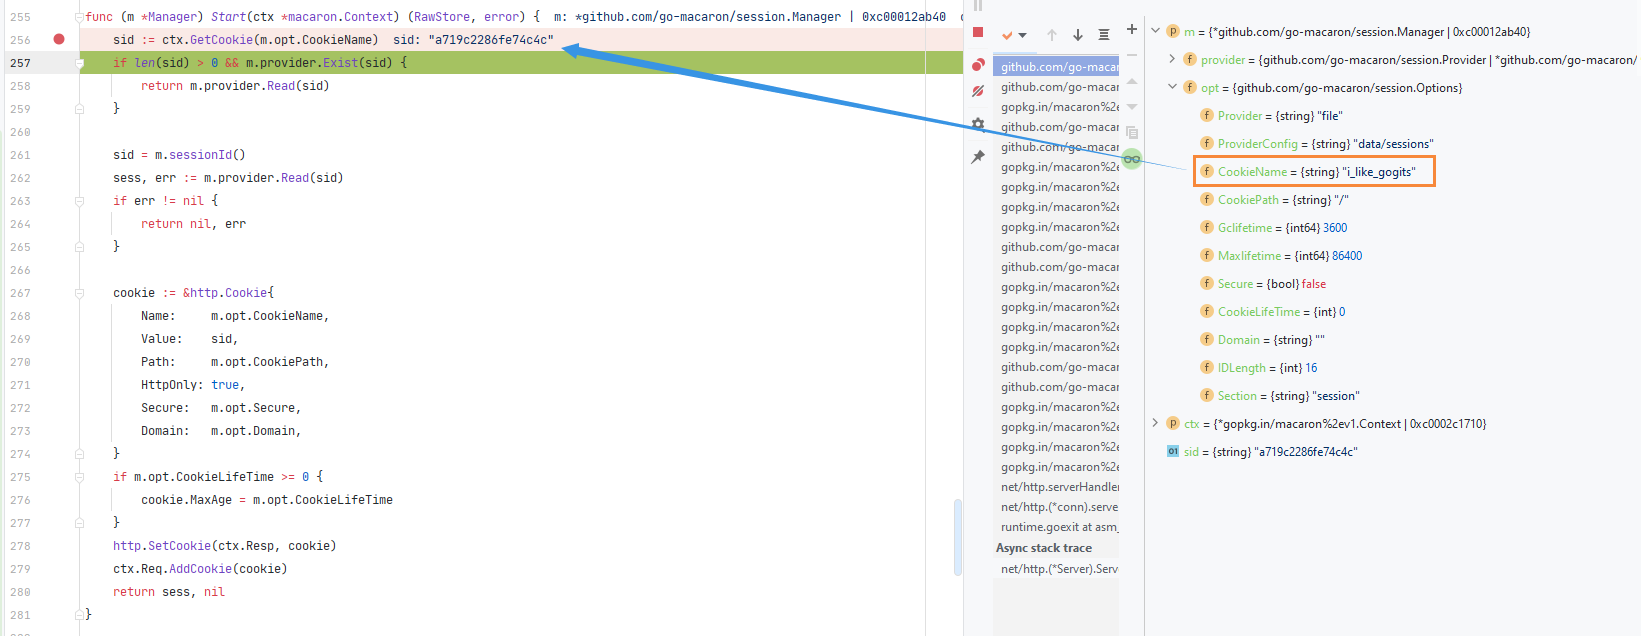 255 func (m *Manager) Start(ctx *macaron.Context) (RawStore, error) {  m: *github.com/go-macaron/session.Manager | 0xc00012ab40
256 sid := ctx.GetCookie(m.opt.CookieName)  sid: "a719c2286fe74c4c"
257 if len(sid) > 0 && m.provider.Exist(sid) {
258 return m.provider.Read(sid)
259 }
260
261 sid = m.sessionId()
262 sess, err := m.provider.Read(sid)
263 if err != nil {
264 return nil, err
265 }
266
267 cookie := &http.Cookie{
268 Name: m.opt.CookieName,
269 Value: sid,
270 Path: m.opt.CookiePath,
271 HttpOnly: true,
272 Secure: m.opt.Secure,
273 Domain: m.opt.Domain,
274 }
275 if m.opt.CookieLifeTime >= 0 {
276 cookie.MaxAge = m.opt.CookieLifeTime
277 }
278 http.SetCookie(ctx.Resp, cookie)
279 ctx.Req.AddCookie(cookie)
280 return sess, nil
281 }
github.com/go-macar
github.com/go-macar
gopkg.in/macaron%2e
github.com/go-macar
github.com/go-macar
gopkg.in/macaron%2e
gopkg.in/macaron%2e
gopkg.in/macaron%2e
gopkg.in/macaron%2e
github.com/go-macar
github.com/go-macar
gopkg.in/macaron%2e
gopkg.in/macaron%2e
gopkg.in/macaron%2e
gopkg.in/macaron%2e
github.com/go-macar
github.com/go-macar
gopkg.in/macaron%2e
gopkg.in/macaron%2e
gopkg.in/macaron%2e
gopkg.in/macaron%2e
net/http.serverHandler
net/http.(*conn).serve
runtime.goexit at asm_
Async stack trace
net/http.(*Server).Serv
m = {*github.com/go-macaron/session.Manager | 0xc00012ab40}
provider = {github.com/go-macaron/session.Provider | *github.com/go-macaron/
opt = {github.com/go-macaron/session.Options}
Provider = {string} "file"
ProviderConfig = {string} "data/sessions"
CookieName = {string} "i_like_gogits"
CookiePath = {string} "/"
Gclifetime = {int64} 3600
Maxlifetime = {int64} 86400
Secure = {bool} false
CookieLifeTime = {int} 0
Domain = {string} ""
IDLength = {int} 16
Section = {string} "session"
ctx = {*gopkg.in/macaron%2ev1.Context | 0xc0002c1710}
sid = {string} "a719c2286fe74c4c"